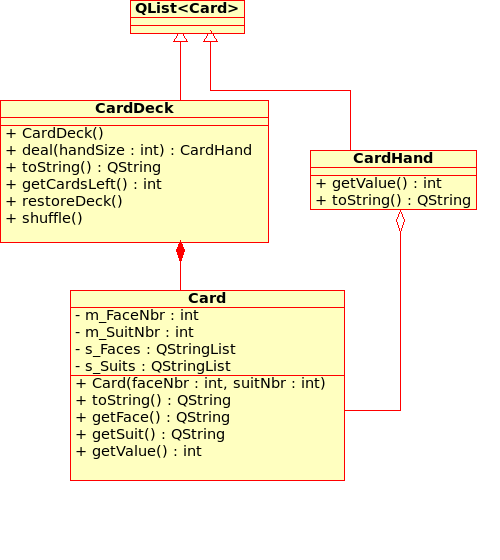 QList<Card>
CardDeck
+ CardDeck()
+ deal(handSize : int) : CardHand
+ toString() : QString
+ getCardsLeft() : int
+ restoreDeck()
+ shuffle()
CardHand
+ getValue() : int
+ toString() : QString
Card
- m_FaceNbr : int
- m_SuitNbr : int
- s_Faces : QStringList
- s_Suits : QStringList
+ Card(faceNbr : int, suitNbr : int)
+ toString() : QString
+ getFace() : QString
+ getSuit() : QString
+ getValue() : int